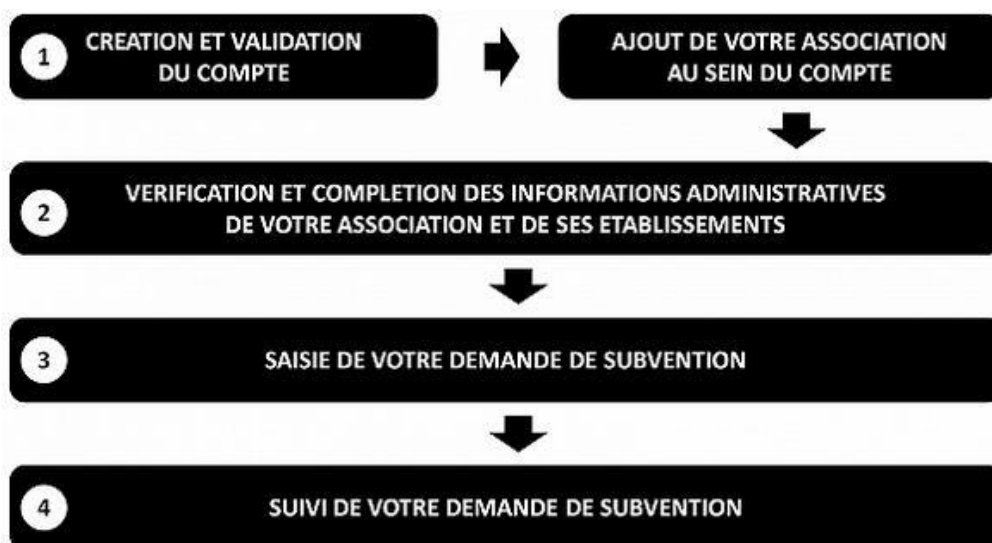 1
CREATION ET VALIDATION
DU COMPTE
AJOUT DE VOTRE ASSOCIATION
AU SEIN DU COMPTE
2
VERIFICATION ET COMPLETION DES INFORMATIONS ADMINISTRATIVES
DE VOTRE ASSOCIATION ET DE SES ETABLISSEMENTS
3
SAISIE DE VOTRE DEMANDE DE SUBVENTION
4
SUIVI DE VOTRE DEMANDE DE SUBVENTION